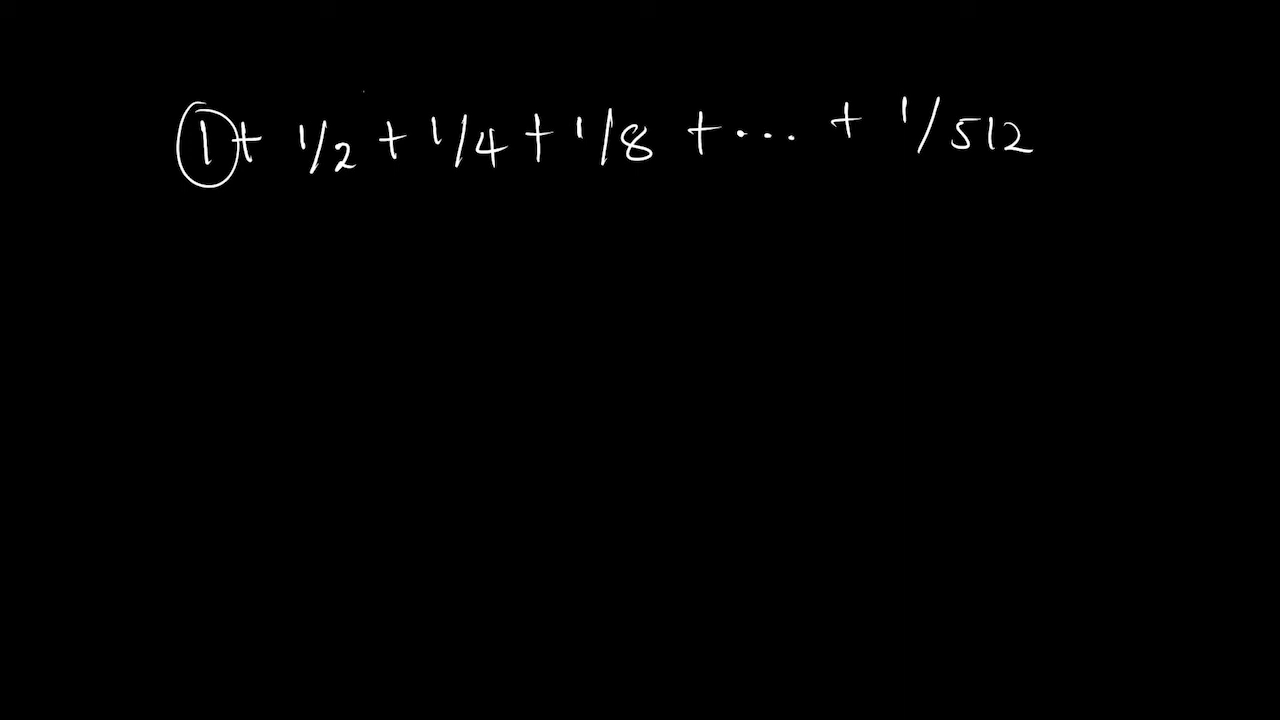 1 + 1/2 + 1/4 + 1/8 + ... + 1/512